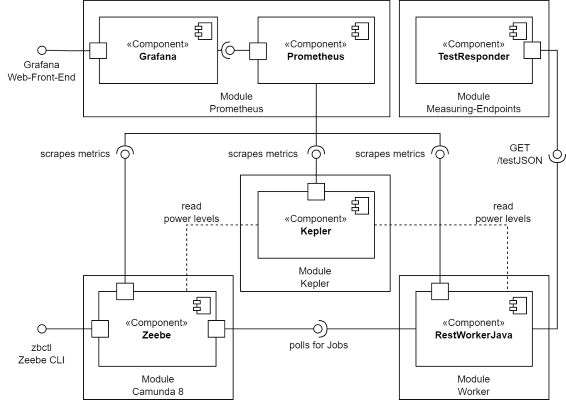 «Component»
Grafana
«Component»
Prometheus
«Component»
TestResponder
Grafana
Web-Front-End
Module
Prometheus
Module
Measuring-Endpoints
scrapes metrics
scrapes metrics
scrapes metrics
GET
/testJSON
read
power levels
«Component»
Kepler
read
power levels
Module
Kepler
«Component»
Zeebe
«Component»
RestWorkerJava
zbctl
Zeebe CLI
polls for Jobs
Module
Camunda 8
Module
Worker